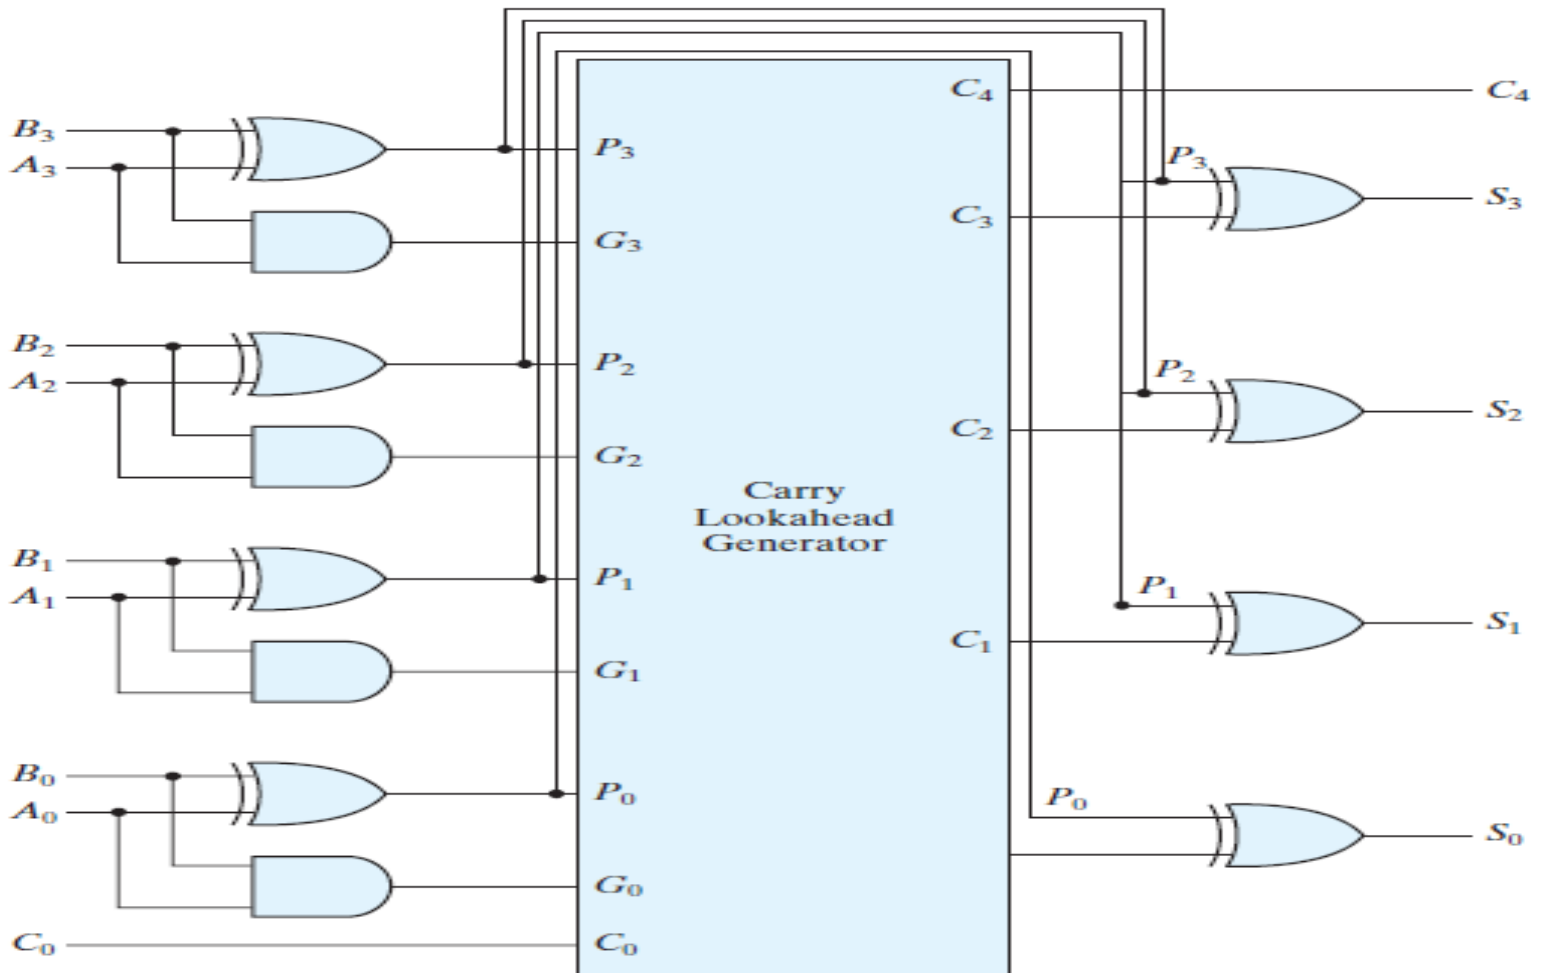 B₃
A₃
B₂
A₂
B₁
A₁
B₀
A₀
C₀
P₃
G₃
P₂
G₂
P₁
G₁
P₀
G₀
C₀
Carry
Lookahead
Generator
C₄
C₃
C₂
C₁
P₃
P₂
P₁
P₀
C₄
S₃
S₂
S₁
S₀